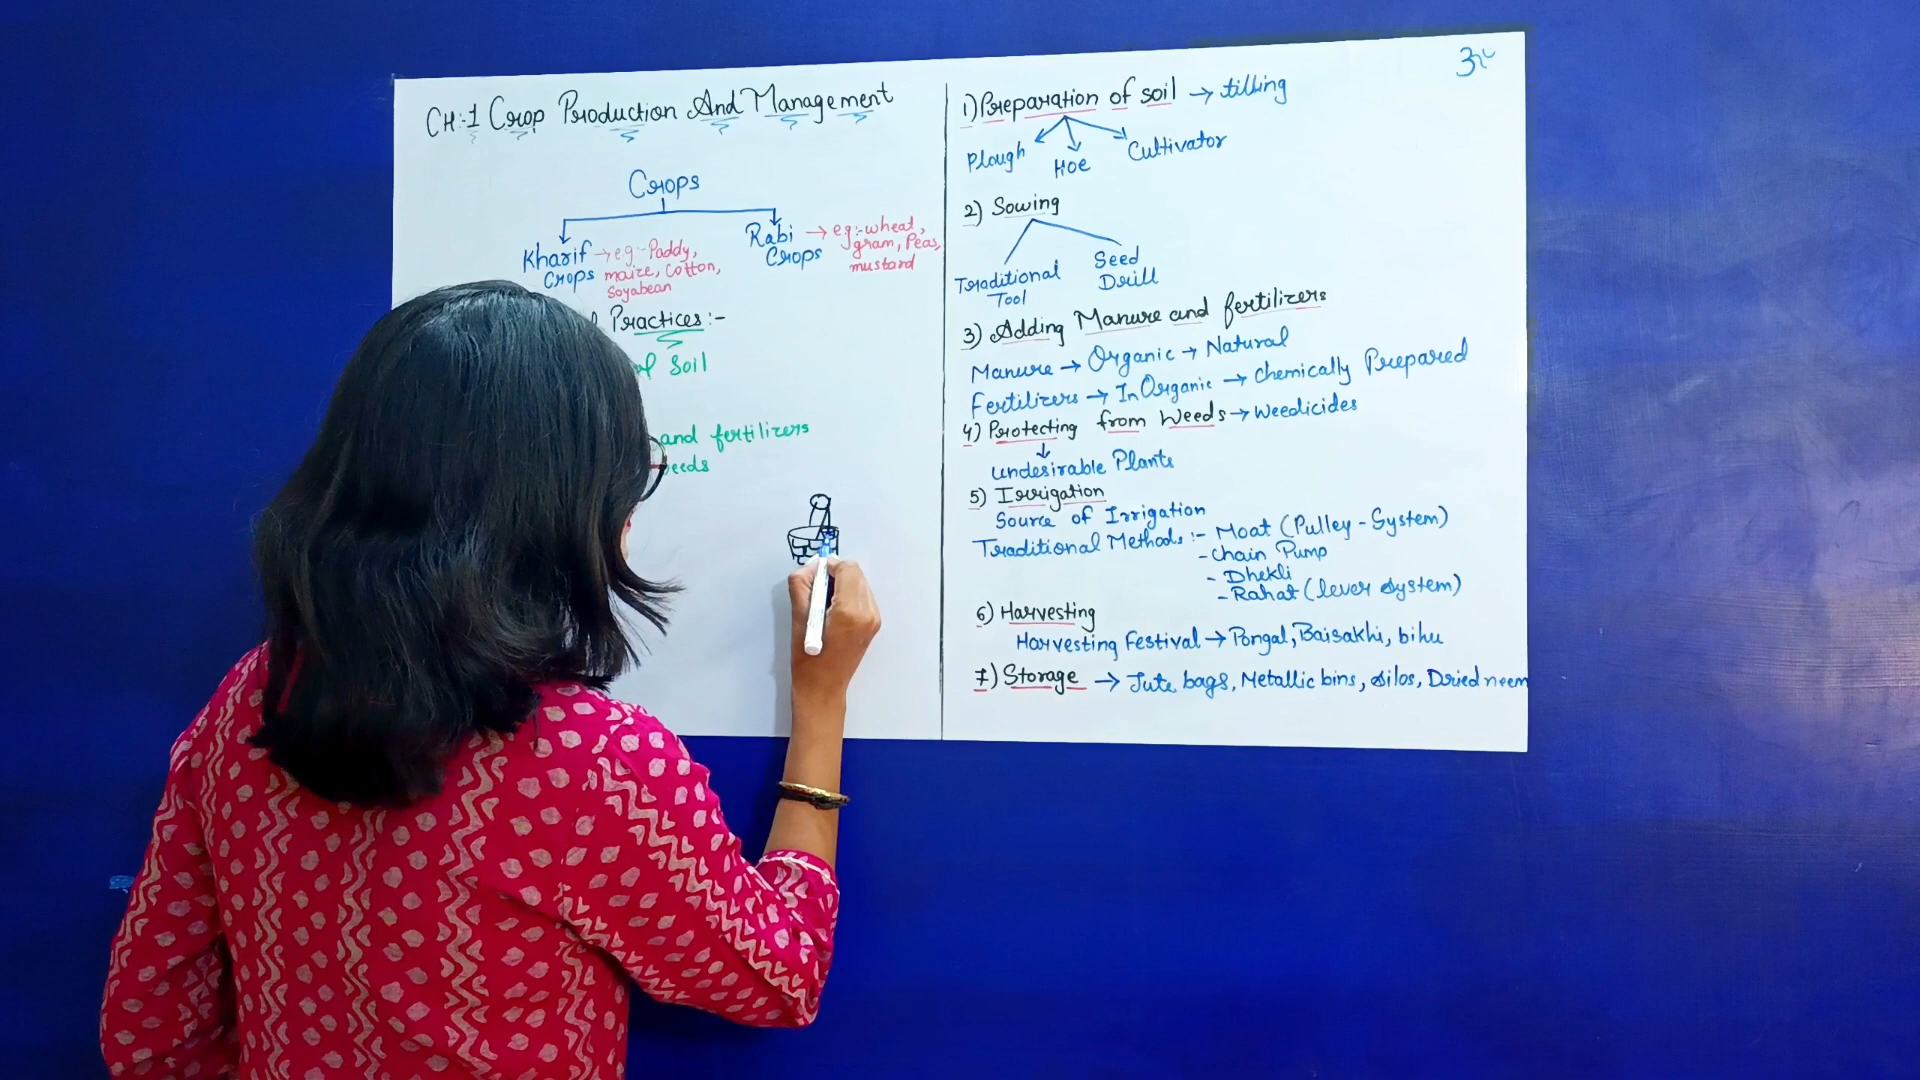 CH:-1 Crop Production And Management
Crops
Kharif Crops → eg:- Paddy, maize, Cotton, Soyabean
Rabi Crops → eg:- wheat, gram, Peas, mustard
Practices:-
of Soil
and fertilizers
eeds
1) Preparation of soil → tilling
Plough
Hoe
Cultivator
2) Sowing
Traditional Tool
Seed Drill
3) Adding Manure and fertilizers
Manure → Organic → Natural
Fertilizers → InOrganic → Chemically Prepared
4) Protecting from Weeds → Weedicides
↓
undesirable Plants
5) Irrigation
Source of Irrigation
Traditional Methods :- Moat (Pulley-System)
- Chain Pump
- Dhekli
- Rahat (lever system)
6) Harvesting
Harvesting Festival → Pongal, Baisakhi, bihu
7) Storage → Jute bags, Metallic bins, silos, Dried neem